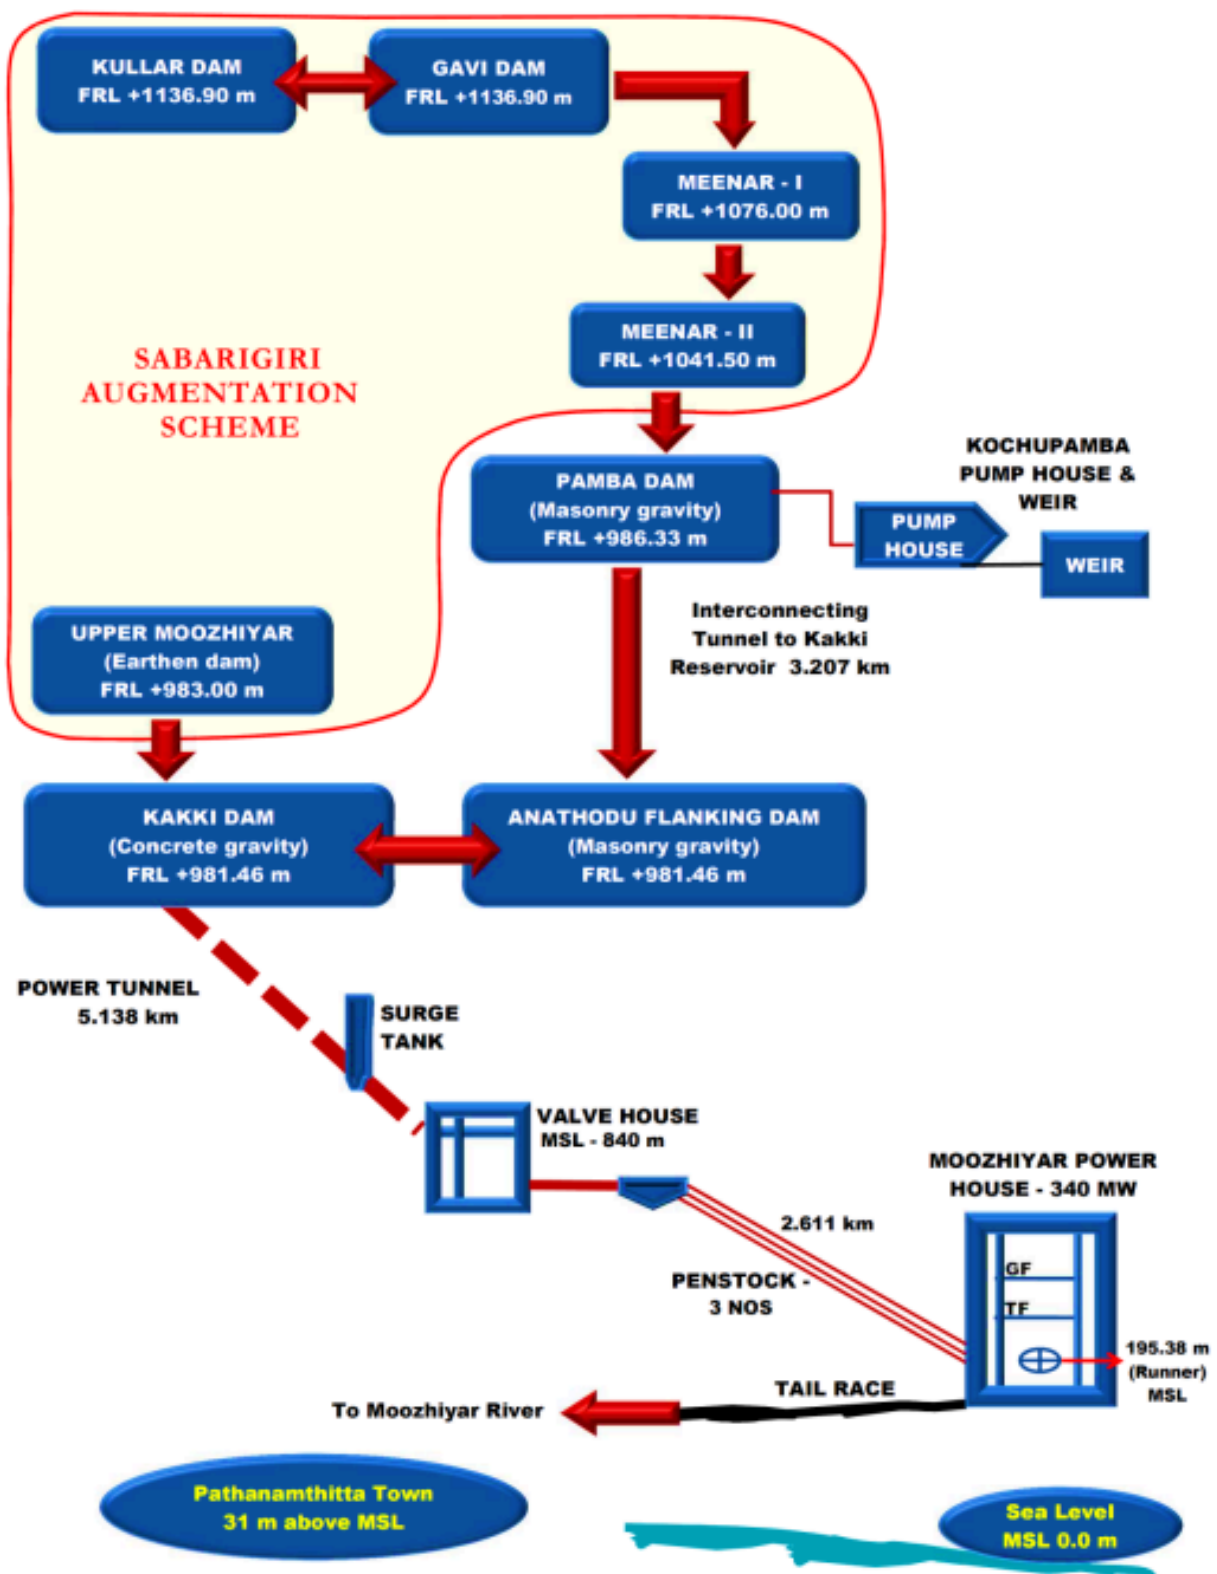 KULLAR DAM
FRL +1136.90 m
GAVI DAM
FRL +1136.90 m
MEENAR - I
FRL +1076.00 m
MEENAR - II
FRL +1041.50 m
SABARIGIRI
AUGMENTATION
SCHEME
PAMBA DAM
(Masonry gravity)
FRL +986.33 m
KOCHUPAMBA
PUMP HOUSE &
WEIR
PUMP
HOUSE
WEIR
Interconnecting
Tunnel to Kakki
Reservoir 3.207 km
UPPER MOOZHIYAR
(Earthen dam)
FRL +983.00 m
KAKKI DAM
(Concrete gravity)
FRL +981.46 m
ANATHODU FLANKING DAM
(Masonry gravity)
FRL +981.46 m
POWER TUNNEL
5.138 km
SURGE
TANK
VALVE HOUSE
MSL - 840 m
MOOZHIYAR POWER
HOUSE - 340 MW
2.611 km
PENSTOCK -
3 NOS
GF
TF
195.38 m
(Runner)
MSL
TAIL RACE
To Moozhiyar River
Pathanamthitta Town
31 m above MSL
Sea Level
MSL 0.0 m